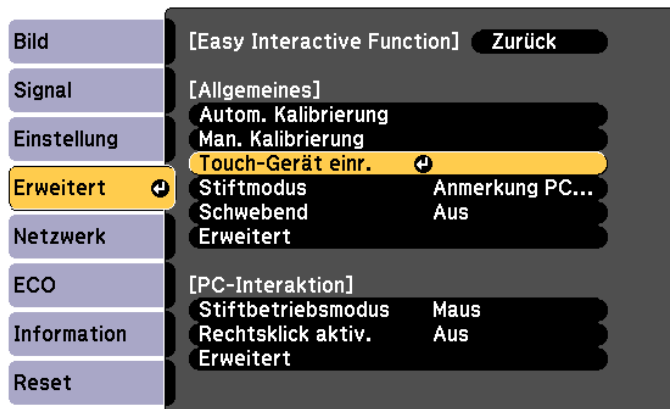 Bild
Signal
Einstellung
Erweitert
Netzwerk
ECO
Information
Reset
[Easy Interactive Function] Zurück
[Allgemeines]
Autom. Kalibrierung
Man. Kalibrierung
Touch-Gerät einr.
Stiftmodus Anmerkung PC...
Schwebend Aus
Erweitert
[PC-Interaktion]
Stiftbetriebsmodus Maus
Rechtsklick aktiv. Aus
Erweitert